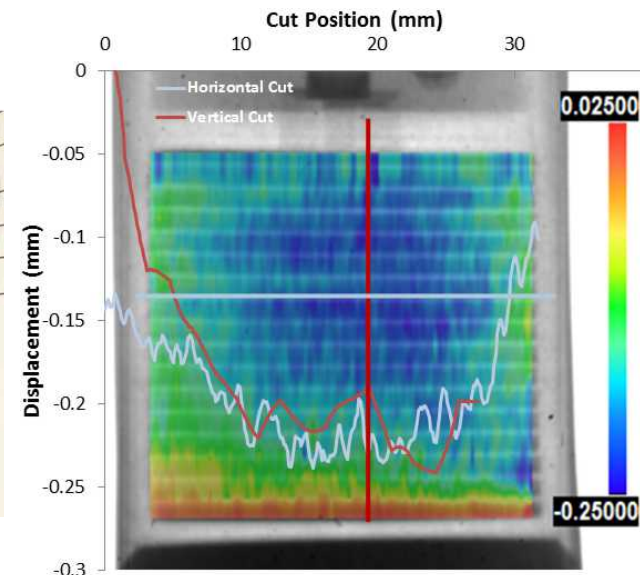 Cut Position (mm)
0 10 20 30
0
Horizontal Cut
Vertical Cut
0.02500
-0.05
-0.1
Displacement (mm)
-0.15
-0.2
-0.25
-0.25000
-0.3